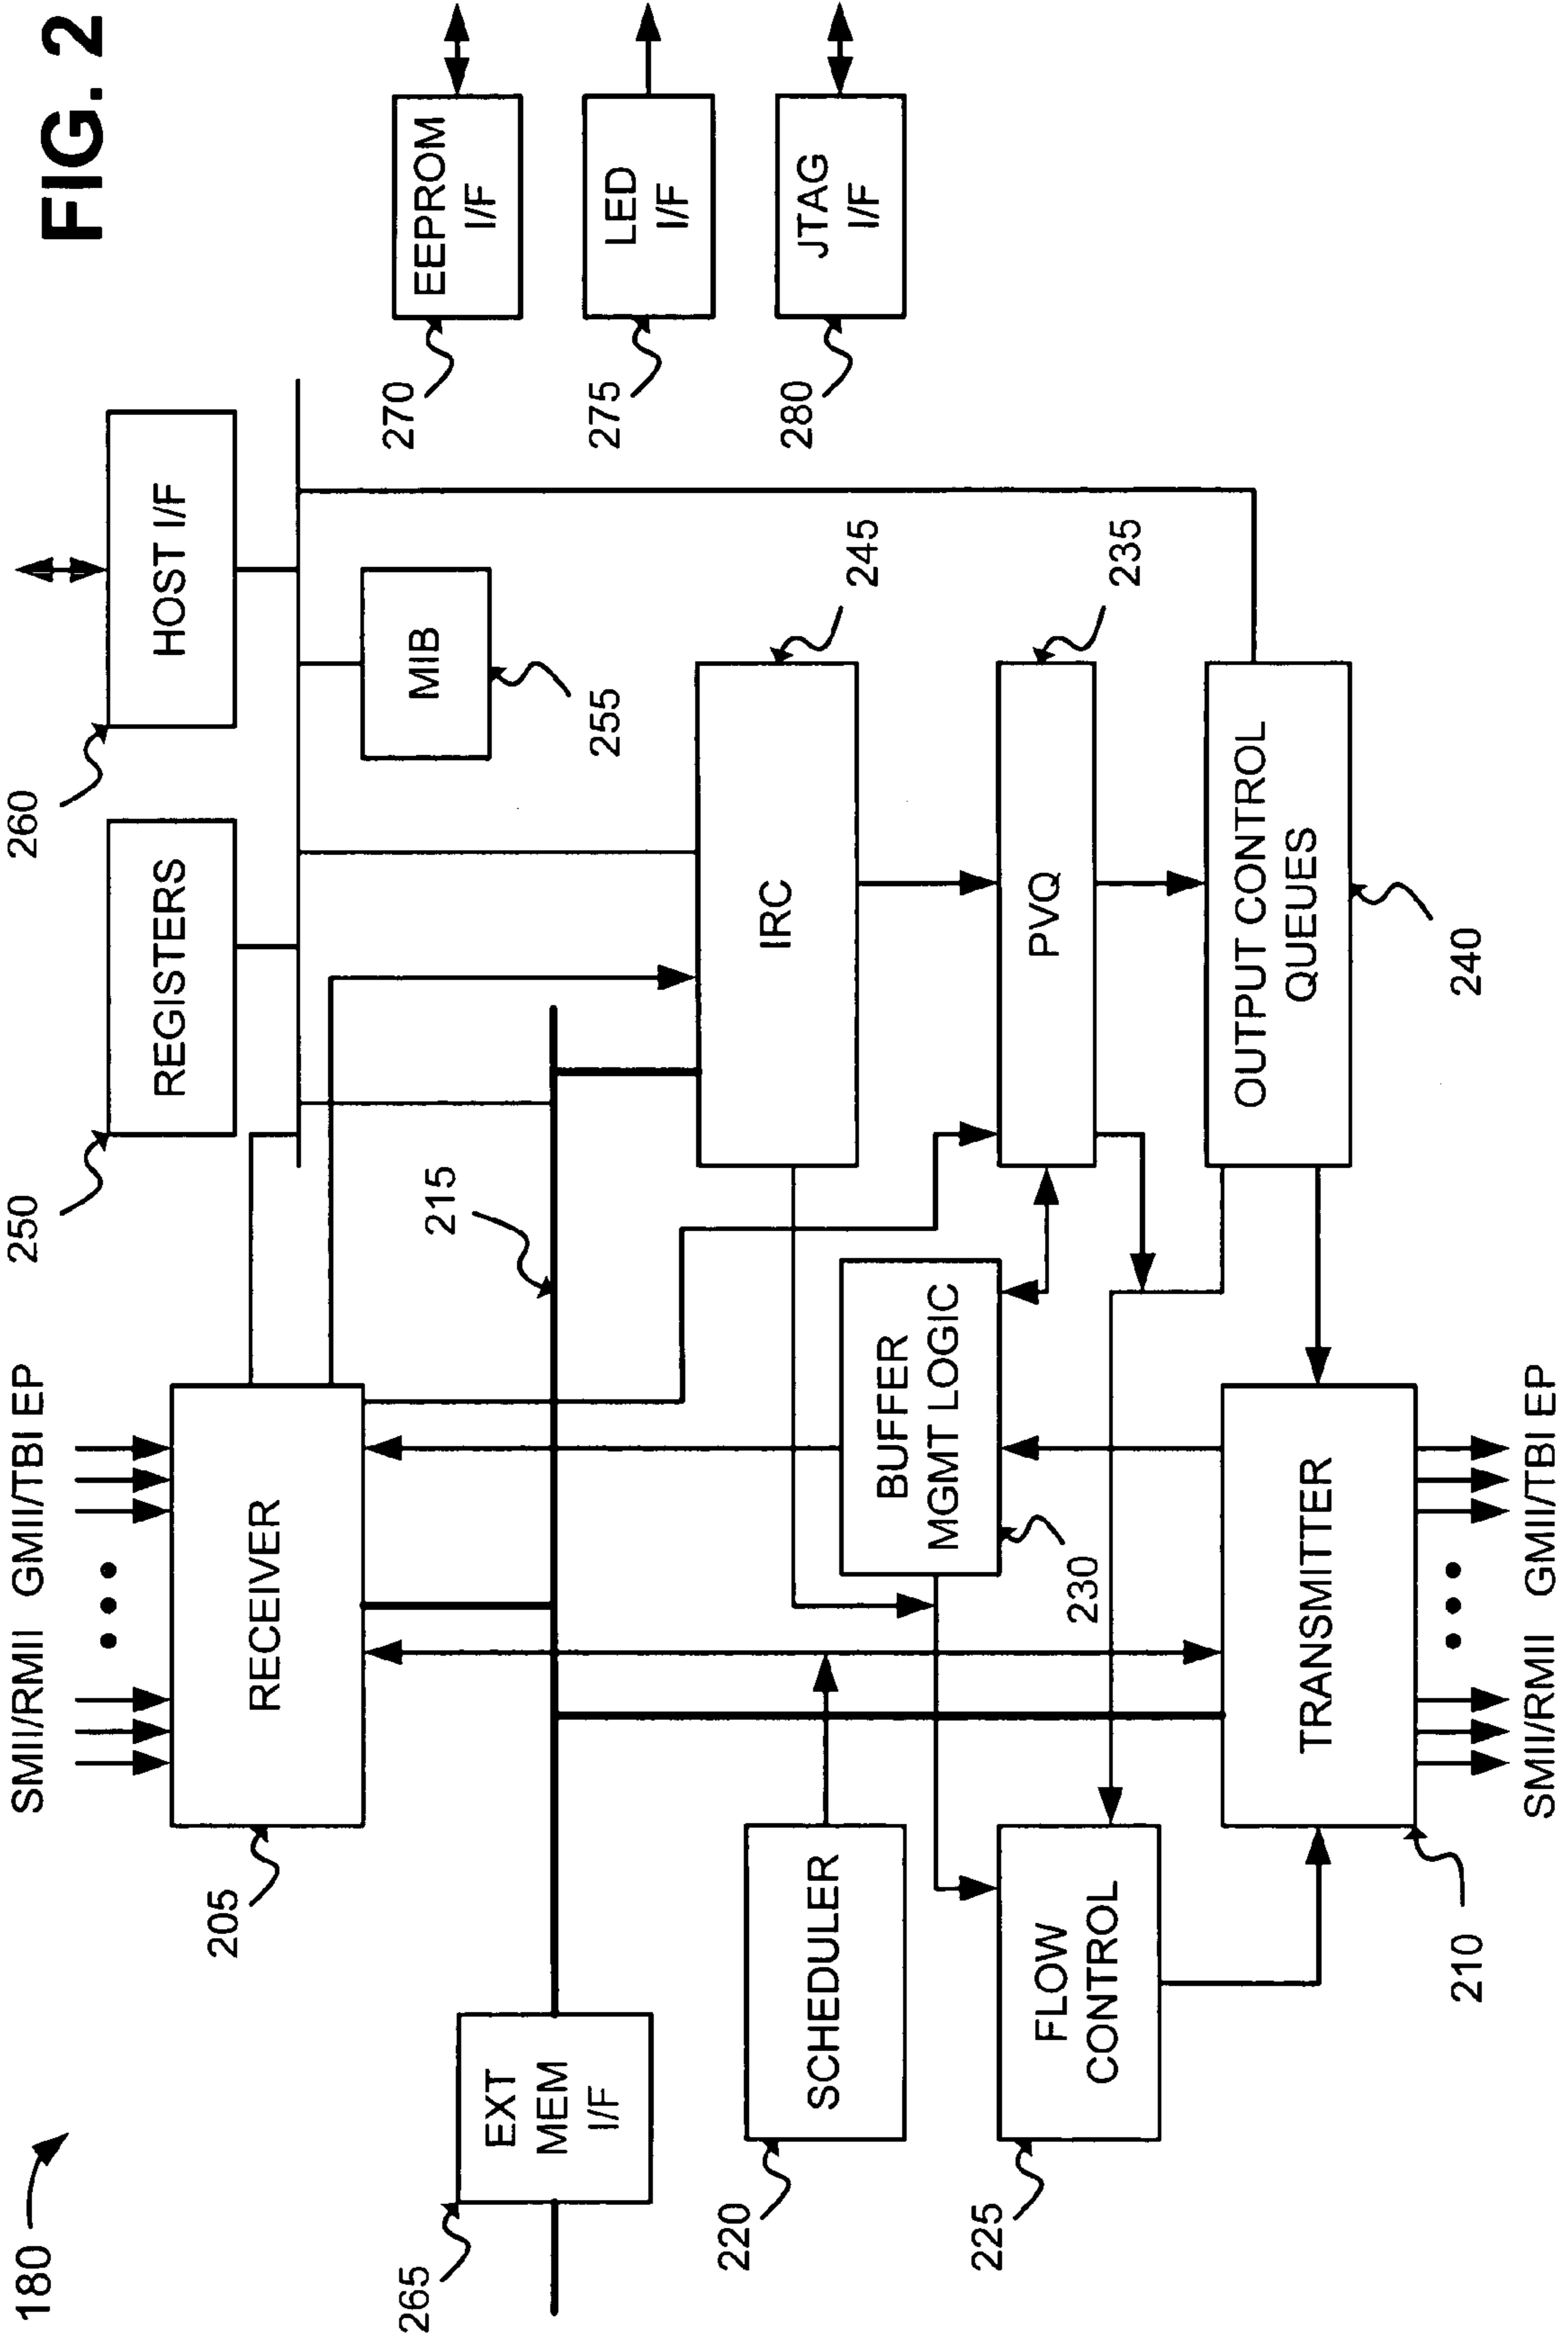 FIG. 2
180
265
EXT
MEM
I/F
205
SMII/RMII
GMII/TBI EP
RECEIVER
215
250
REGISTERS
260
HOST I/F
MIB
255
270
EEPROM
I/F
275
LED
I/F
280
JTAG
I/F
220
SCHEDULER
225
FLOW
CONTROL
BUFFER
MGMT LOGIC
230
IRC
245
PVQ
235
OUTPUT CONTROL
QUEUES
240
TRANSMITTER
210
SMII/RMII
GMII/TBI EP